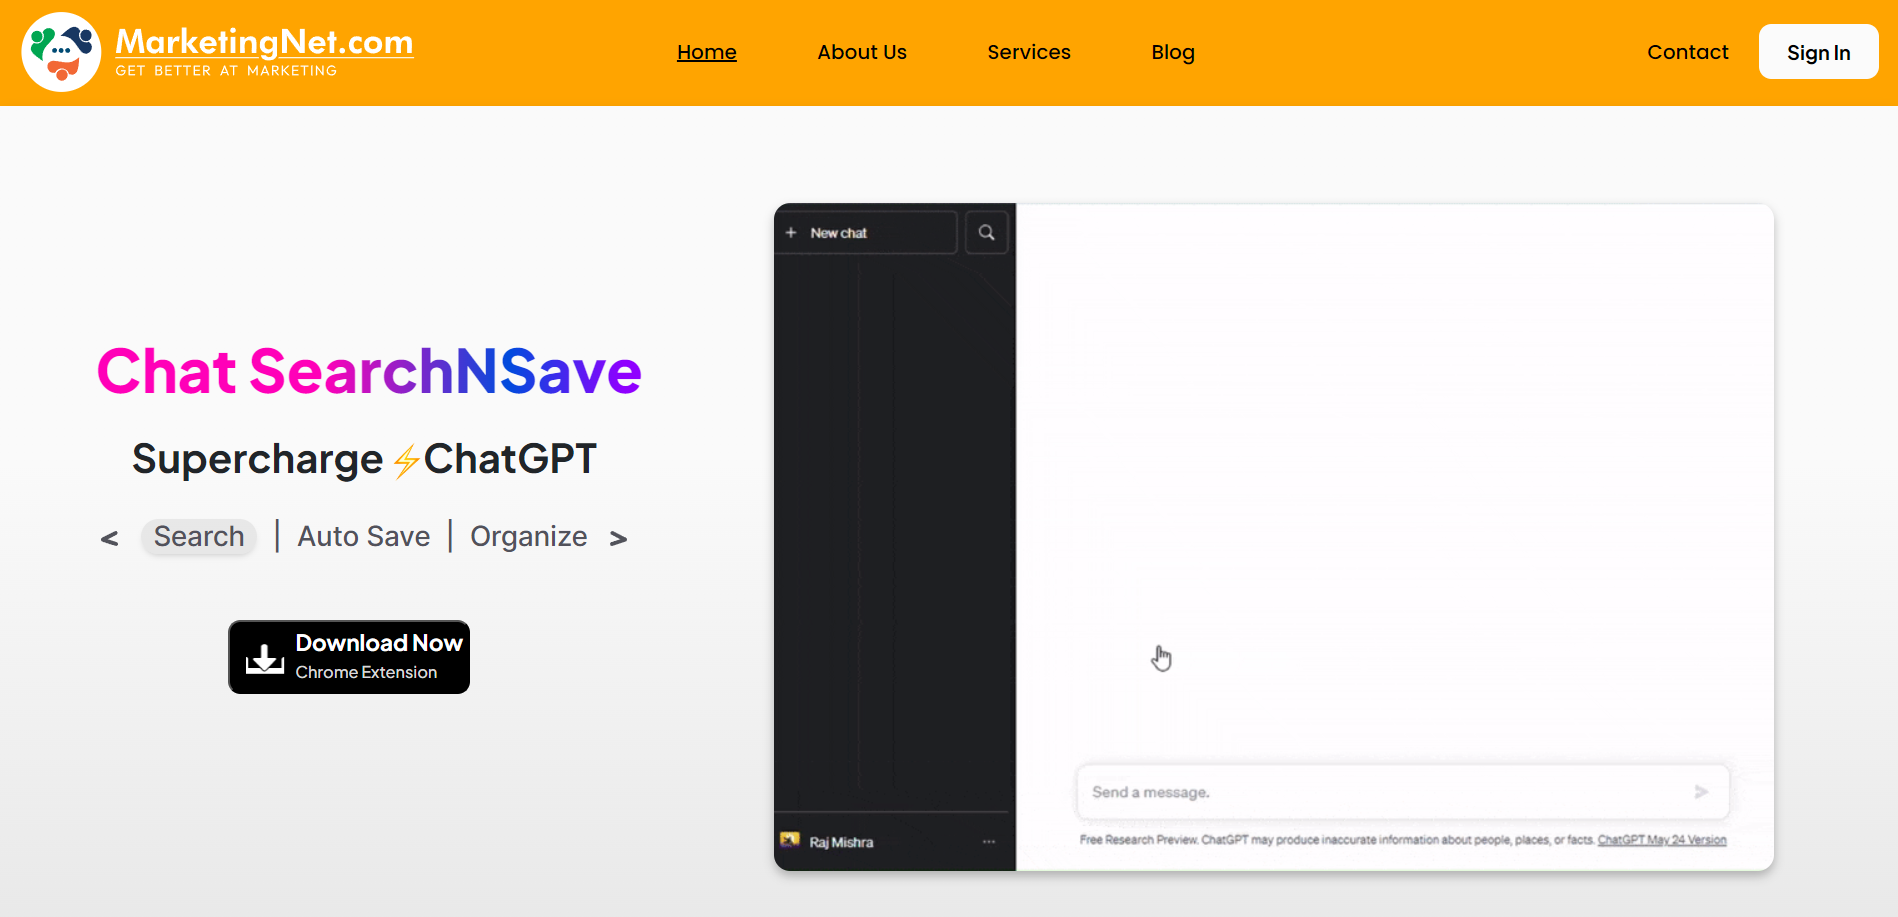 MarketingNet.com
GET BETTER AT MARKETING
Home
About Us
Services
Blog
Contact
Sign In
Chat SearchNSave
Supercharge ⚡ChatGPT
< Search | Auto Save | Organize >
Download Now
Chrome Extension
+ New chat
Raj Mishra
...
Send a message.
Free Research Preview. ChatGPT may produce inaccurate information about people, places, or facts. ChatGPT May 24 Version